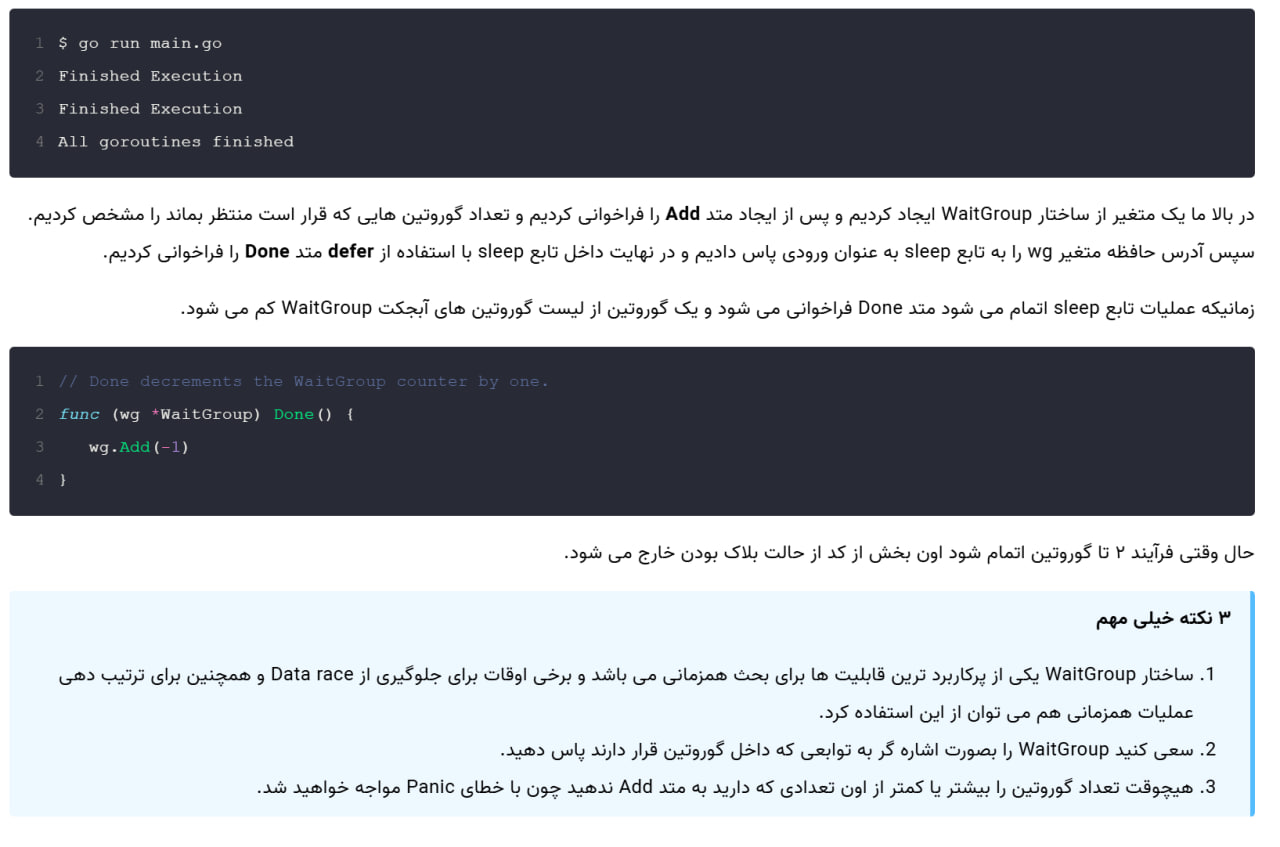 1 $ go run main.go
2 Finished Execution
3 Finished Execution
4 All goroutines finished
در بالا ما یک متغیر از ساختار WaitGroup ایجاد کردیم و پس از ایجاد متد Add را فراخوانی کردیم و تعداد گوروتین هایی که قرار است منتظر بماند را مشخص کردیم.
سپس آدرس حافظه متغیر wg را به تابع sleep به عنوان ورودی پاس دادیم و در نهایت داخل تابع sleep با استفاده از defer متد Done را فراخوانی کردیم.
زمانیکه عملیات تابع sleep اتمام می شود متد Done فراخوانی می شود و یک گوروتین از لیست گوروتین های آبجکت WaitGroup کم می شود.
1 // Done decrements the WaitGroup counter by one.
2 func (wg *WaitGroup) Done() {
3    wg.Add(-1)
4 }
حال وقتی فرآیند ۲ تا گوروتین اتمام شود اون بخش از کد از حالت بلاک بودن خارج می شود.
۳ نکته خیلی مهم
1. ساختار WaitGroup یکی از پرکاربرد ترین قابلیت ها برای بحث همزمانی می باشد و برخی اوقات برای جلوگیری از Data race و همچنین برای ترتیب دهی
عملیات همزمانی هم می توان از این استفاده کرد.
2. سعی کنید WaitGroup را بصورت اشاره گر به توابعی که داخل گوروتین قرار دارند پاس دهید.
3. هیچوقت تعداد گوروتین را بیشتر یا کمتر از اون تعدادی که دارید به متد Add ندهید چون با خطای Panic مواجه خواهید شد.